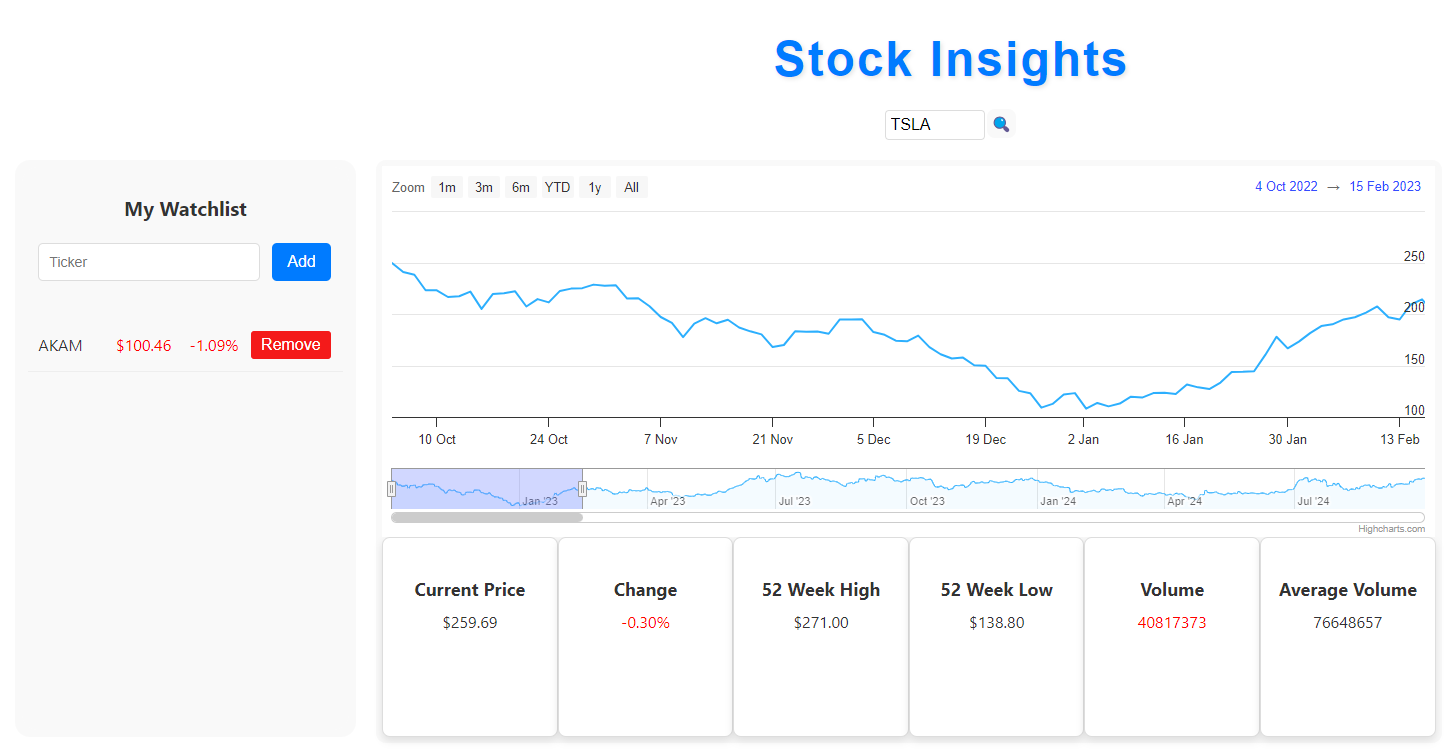 Stock Insights
TSLA
My Watchlist
Ticker
Add
AKAM $100.46 -1.09% Remove
Zoom 1m 3m 6m YTD 1y All
4 Oct 2022 → 15 Feb 2023
250
200
150
100
10 Oct 24 Oct 7 Nov 21 Nov 5 Dec 19 Dec 2 Jan 16 Jan 30 Jan 13 Feb
Jan '23 Apr '23 Jul '23 Oct '23 Jan '24 Apr '24 Jul '24
Highcharts.com
Current Price Change 52 Week High 52 Week Low Volume Average Volume
$259.69 -0.30% $271.00 $138.80 40817373 76648657